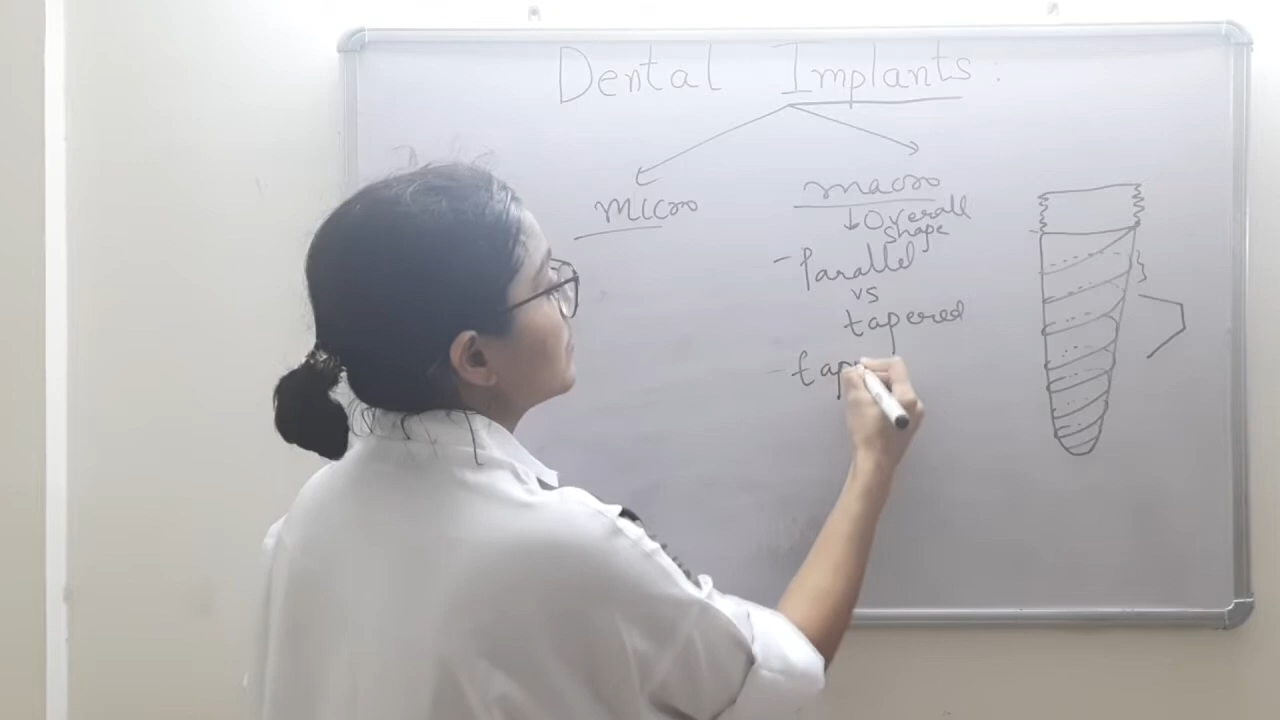 Dental Implants:
micro
macro
↓ Overall
shape
- Parallel
vs
tapered
- tap